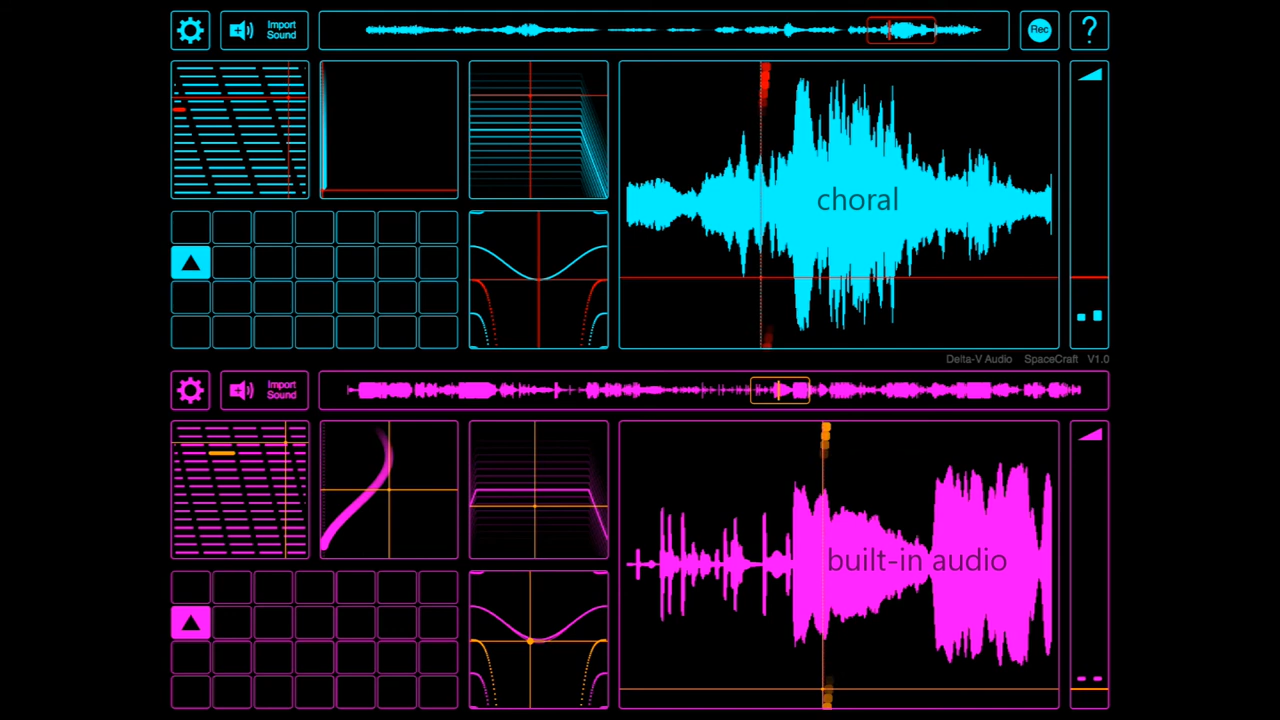 Import
Sound
Rec
?
choral
Delta-V Audio SpaceCraft V1.0
Import
Sound
built-in audio